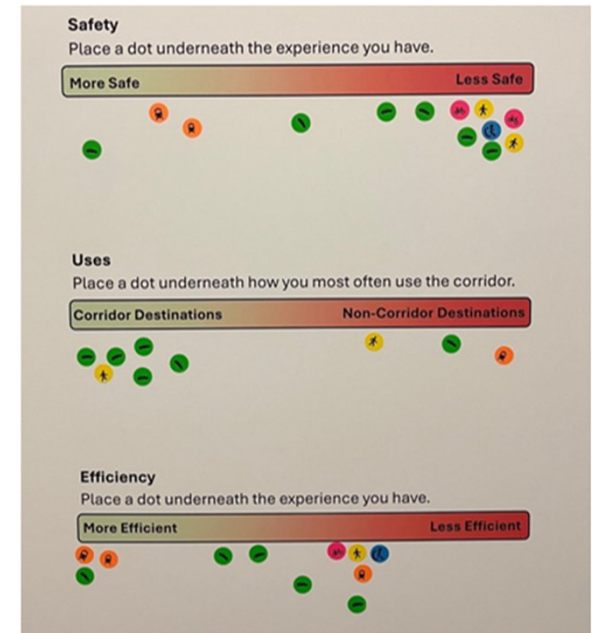 Safety
Place a dot underneath the experience you have.
More Safe
Less Safe
Uses
Place a dot underneath how you most often use the corridor.
Corridor Destinations
Non-Corridor Destinations
Efficiency
Place a dot underneath the experience you have.
More Efficient
Less Efficient